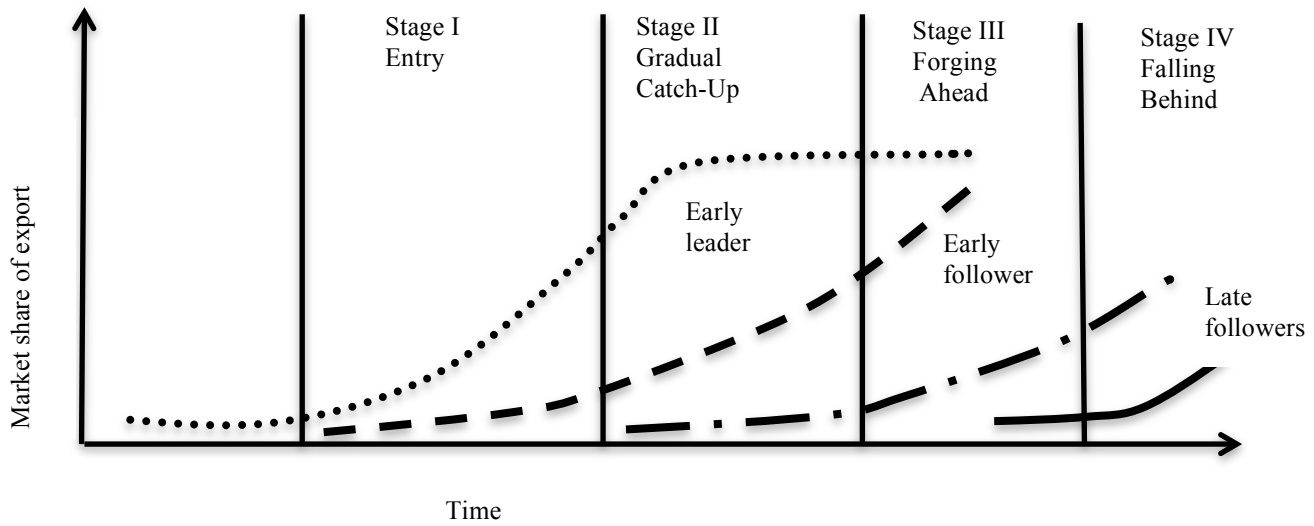 Stage I
Entry
Stage II
Gradual
Catch-Up
Stage III
Forging
Ahead
Stage IV
Falling
Behind
Market share of export
Early
leader
Early
follower
Late
followers
Time